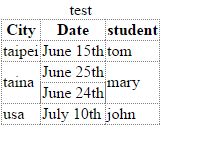 test
City Date student
taipei June 15th tom
taina June 25th mary
June 24th
usa July 10th john